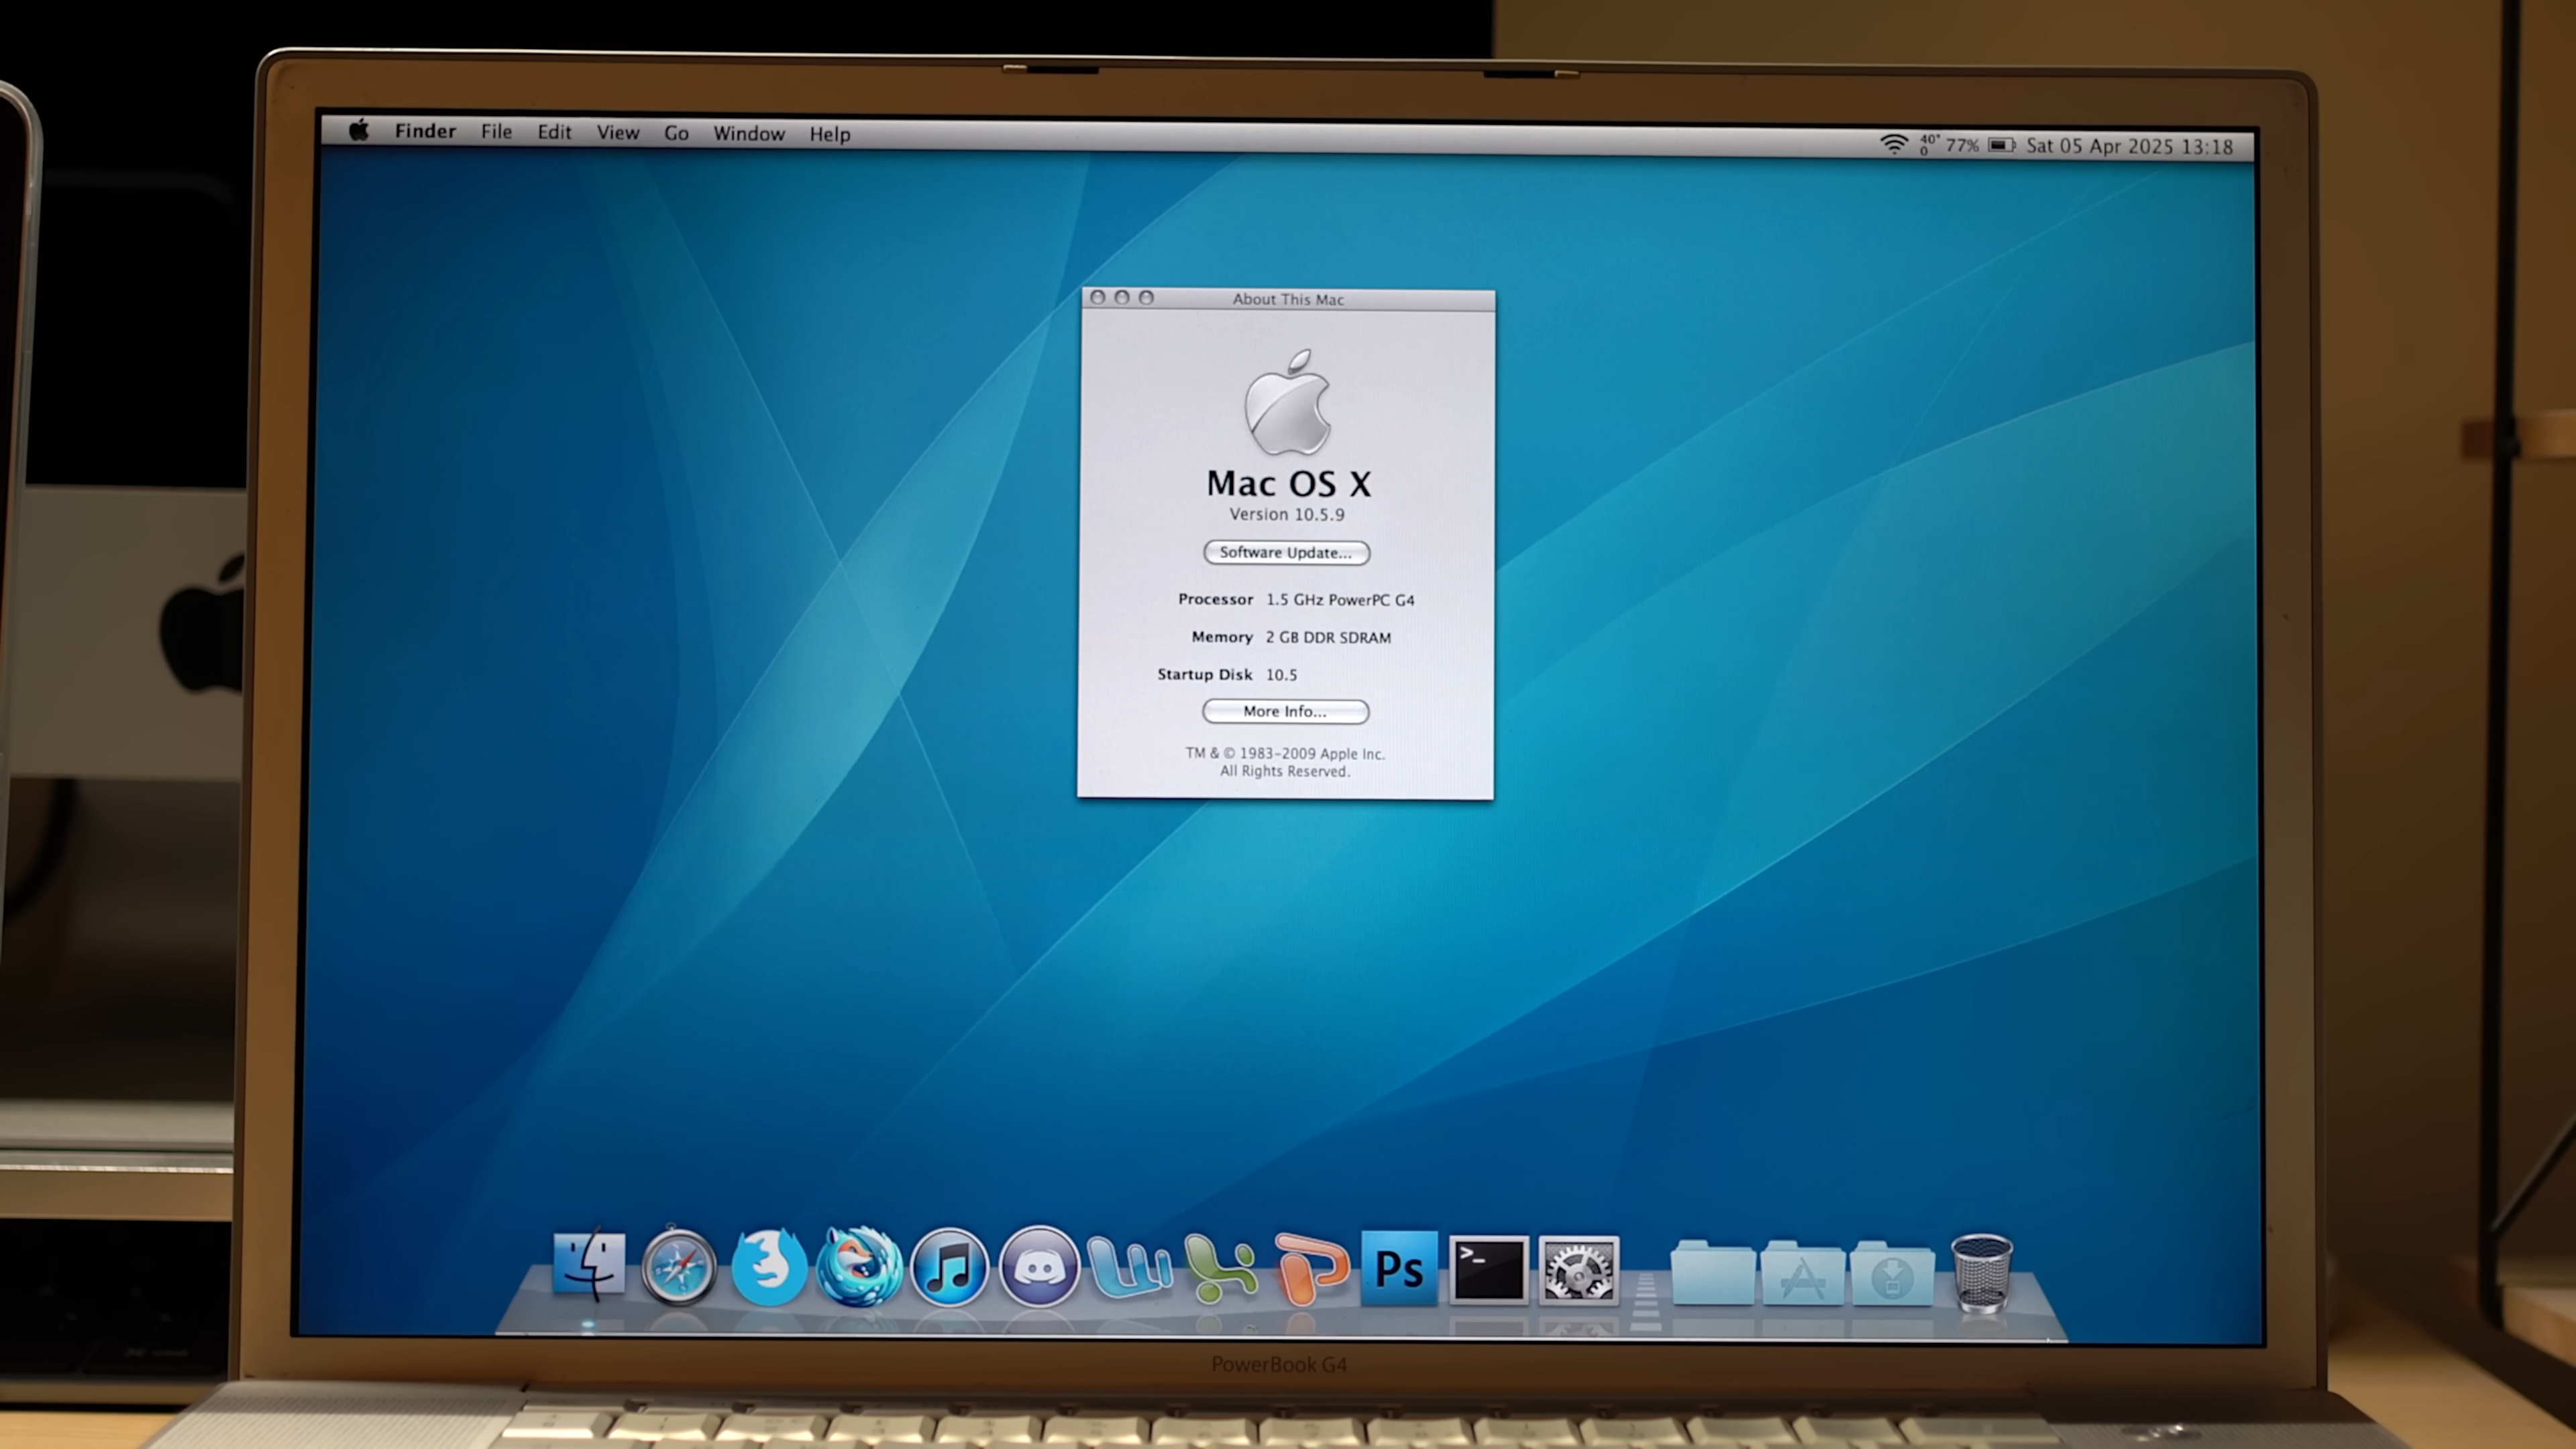 Finder File Edit View Go Window Help
40° 0 77% Sat 05 Apr 2025 13:18
About This Mac
Mac OS X
Version 10.5.9
Software Update...
Processor 1.5 GHz PowerPC G4
Memory 2 GB DDR SDRAM
Startup Disk 10.5
More Info...
TM & © 1983-2009 Apple Inc.
All Rights Reserved.
Ps
>_
PowerBook G4